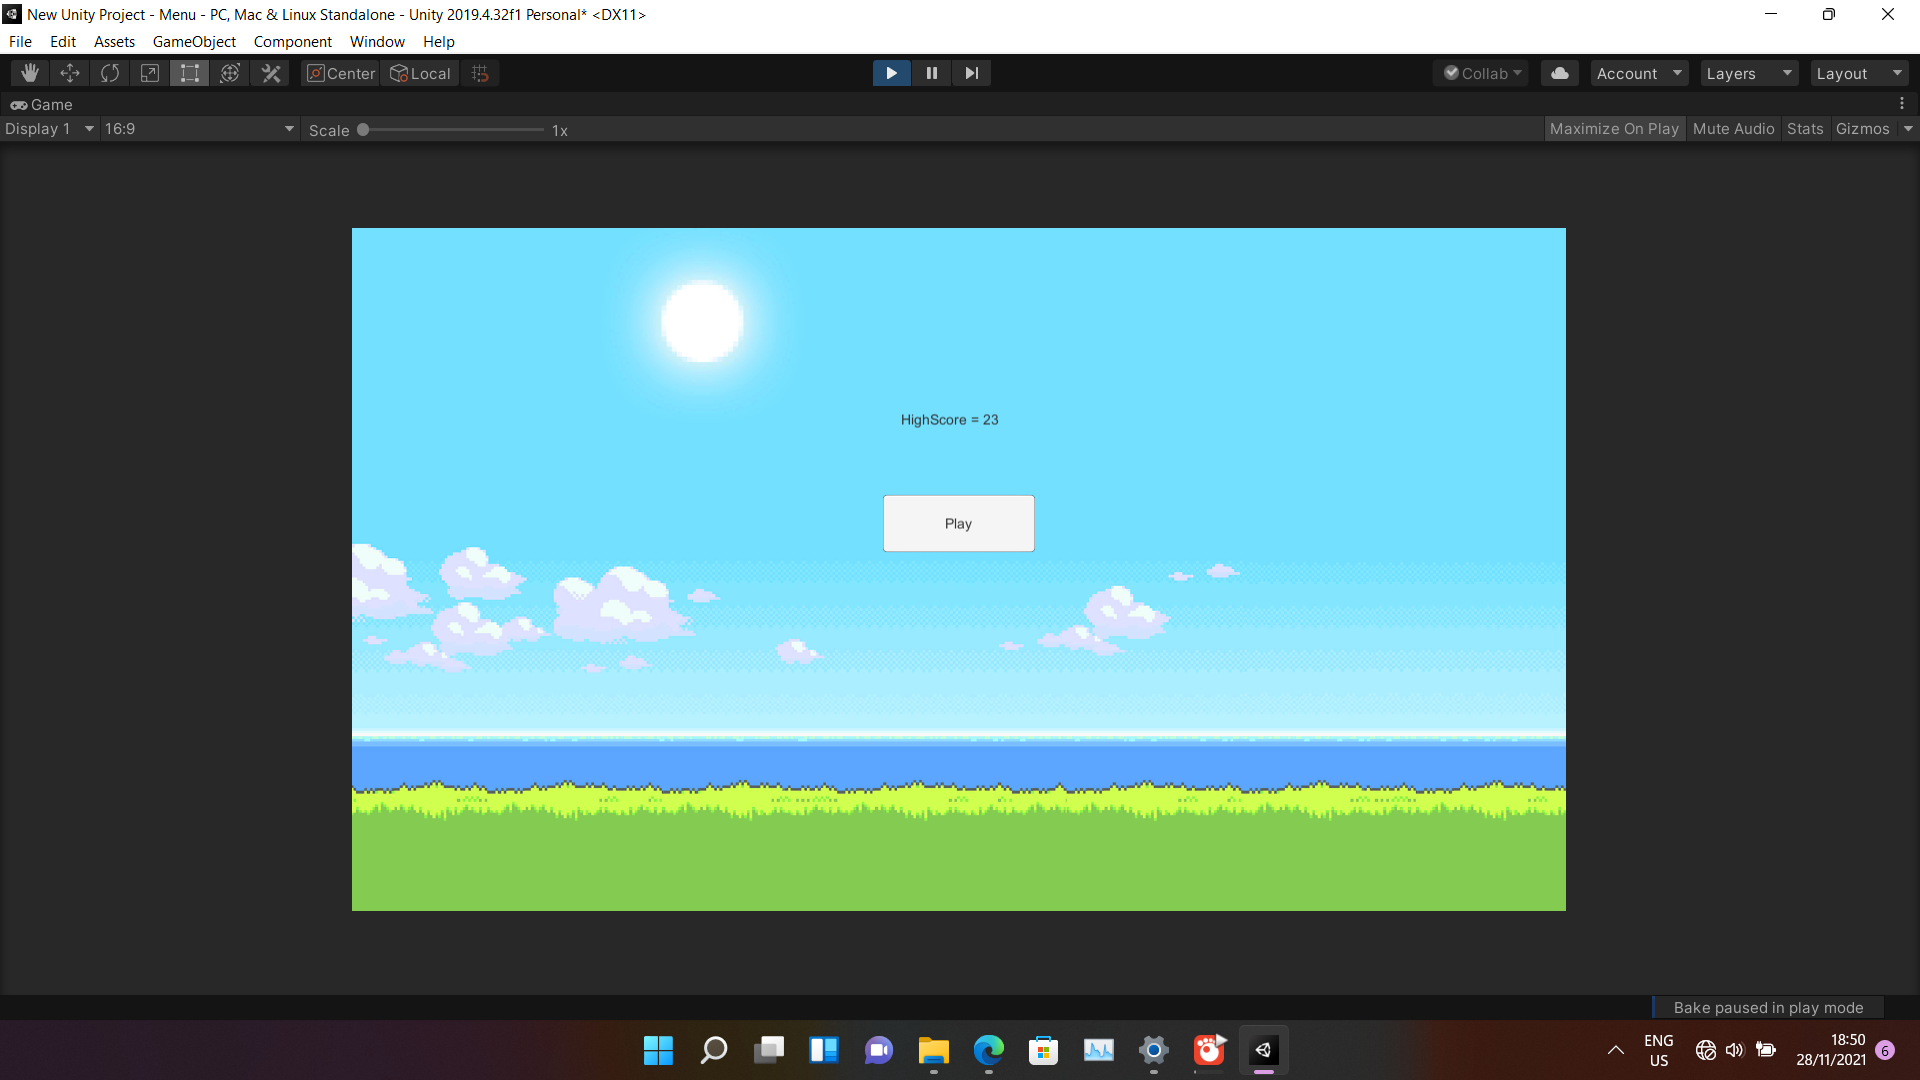 New Unity Project - Menu - PC, Mac & Linux Standalone - Unity 2019.4.32f1 Personal* <DX11>
File Edit Assets GameObject Component Window Help
Center Local Collab Account Layers Layout
Game
Display 1 16:9 Scale 1x Maximize On Play Mute Audio Stats Gizmos
HighScore = 23
Play
Bake paused in play mode
ENG 18:50
US 28/11/2021 6